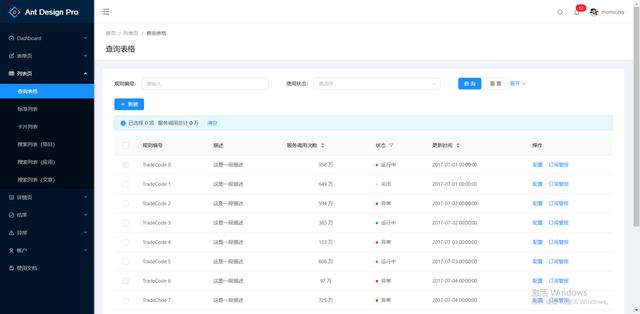 Ant Design Pro
12
momo.zxy
Dashboard
表单页
列表页
查询表格
标准列表
卡片列表
搜索列表（项目）
搜索列表（应用）
搜索列表（文章）
详情页
结果
异常
帐户
使用文档
首页 / 列表页 / 查询表格
查询表格
规则编号: 请输入 使用状态: 请选择 查 询 重 置 展开
+ 新建
已选择 0 项 服务调用总计 0 万 清空
规则编号 描述 服务调用次数 状态 更新时间 操作
TradeCode 0 这是一段描述 958 万 运行中 2017-07-01 00:00:00 配置 订阅警报
TradeCode 1 这是一段描述 649 万 关闭 2017-07-01 00:00:00 配置 订阅警报
TradeCode 2 这是一段描述 594 万 异常 2017-07-02 00:00:00 配置 订阅警报
TradeCode 3 这是一段描述 385 万 运行中 2017-07-02 00:00:00 配置 订阅警报
TradeCode 4 这是一段描述 133 万 异常 2017-07-03 00:00:00 配置 订阅警报
TradeCode 5 这是一段描述 606 万 运行中 2017-07-03 00:00:00 配置 订阅警报
TradeCode 6 这是一段描述 97 万 异常 2017-07-04 00:00:00 配置 订阅警报
TradeCode 7 这是一段描述 725 万 异常 2017-07-04 00:00:00 配置 订阅警报
激活 Windows